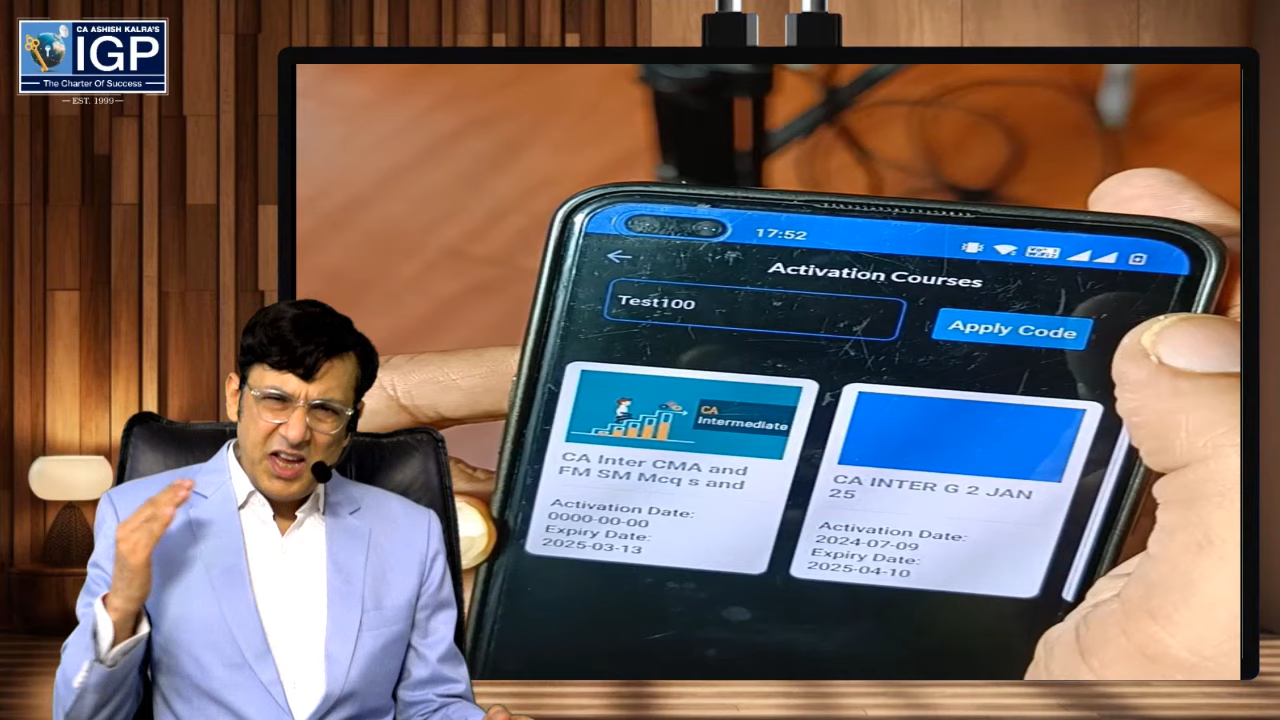 CA ASHISH KALRA'S
IGP
The Charter Of Success
EST. 1999
17:52
Activation Courses
Test100
Apply Code
CA
Intermediate
CA Inter CMA and
FM SM Mcq s and
Activation Date:
0000-00-00
Expiry Date:
2025-03-13
CA INTER G 2 JAN
25
Activation Date:
2024-07-09
Expiry Date:
2025-04-10